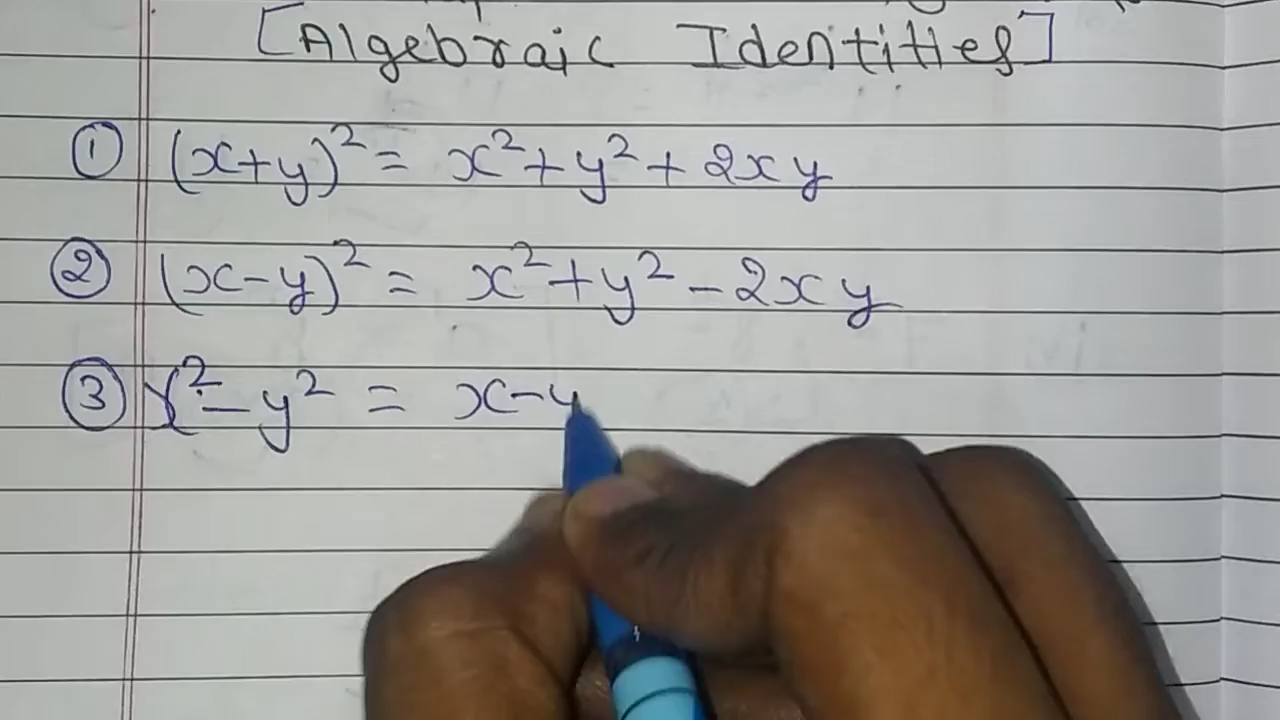 [Algebraic Identities]
① (x+y)² = x² + y² + 2xy
② (x-y)² = x² + y² - 2xy
③ x² - y² = x-y